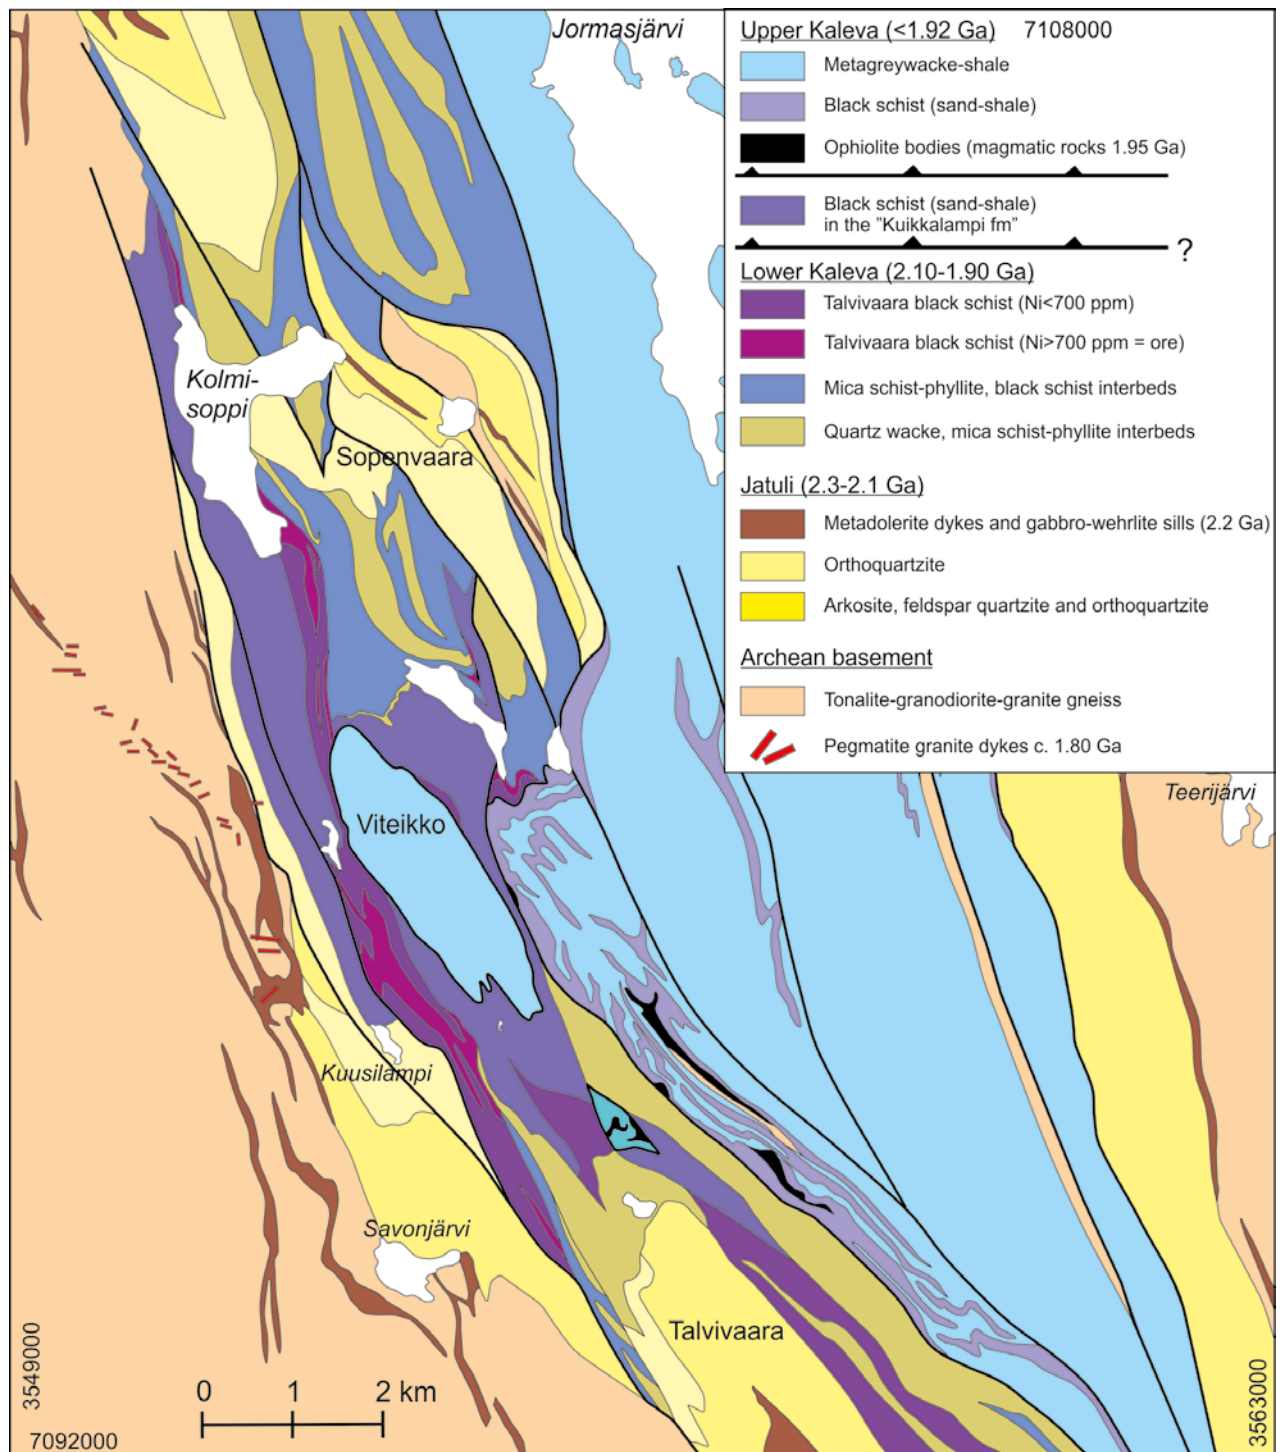 Jormasjärvi
Upper Kaleva (<1.92 Ga) 7108000
Metagreywacke-shale
Black schist (sand-shale)
Ophiolite bodies (magmatic rocks 1.95 Ga)
Black schist (sand-shale)
in the "Kuikkalampi fm"
?
Lower Kaleva (2.10-1.90 Ga)
Talvivaara black schist (Ni<700 ppm)
Talvivaara black schist (Ni>700 ppm = ore)
Mica schist-phyllite, black schist interbeds
Quartz wacke, mica schist-phyllite interbeds
Jatuli (2.3-2.1 Ga)
Metadolerite dykes and gabbro-wehrlite sills (2.2 Ga)
Orthoquartzite
Arkosite, feldspar quartzite and orthoquartzite
Archean basement
Tonalite-granodiorite-granite gneiss
Pegmatite granite dykes c. 1.80 Ga
Kolmi-
soppi
Sopenvaara
Teerijärvi
Viteikko
Kuusilampi
Savonjärvi
Talvivaara
0 1 2 km
3549000
7092000
3563000